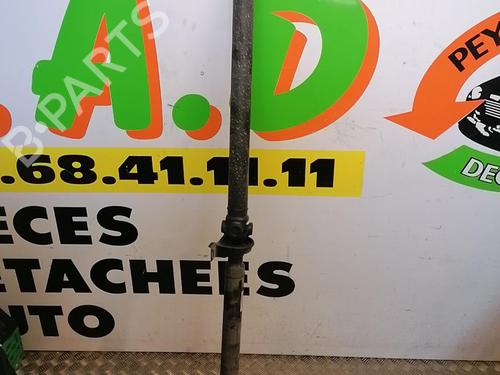 .A.D
B-PARTS
.68.41.11.11
ECES
ETACHEES
UTO
PEY
DEC